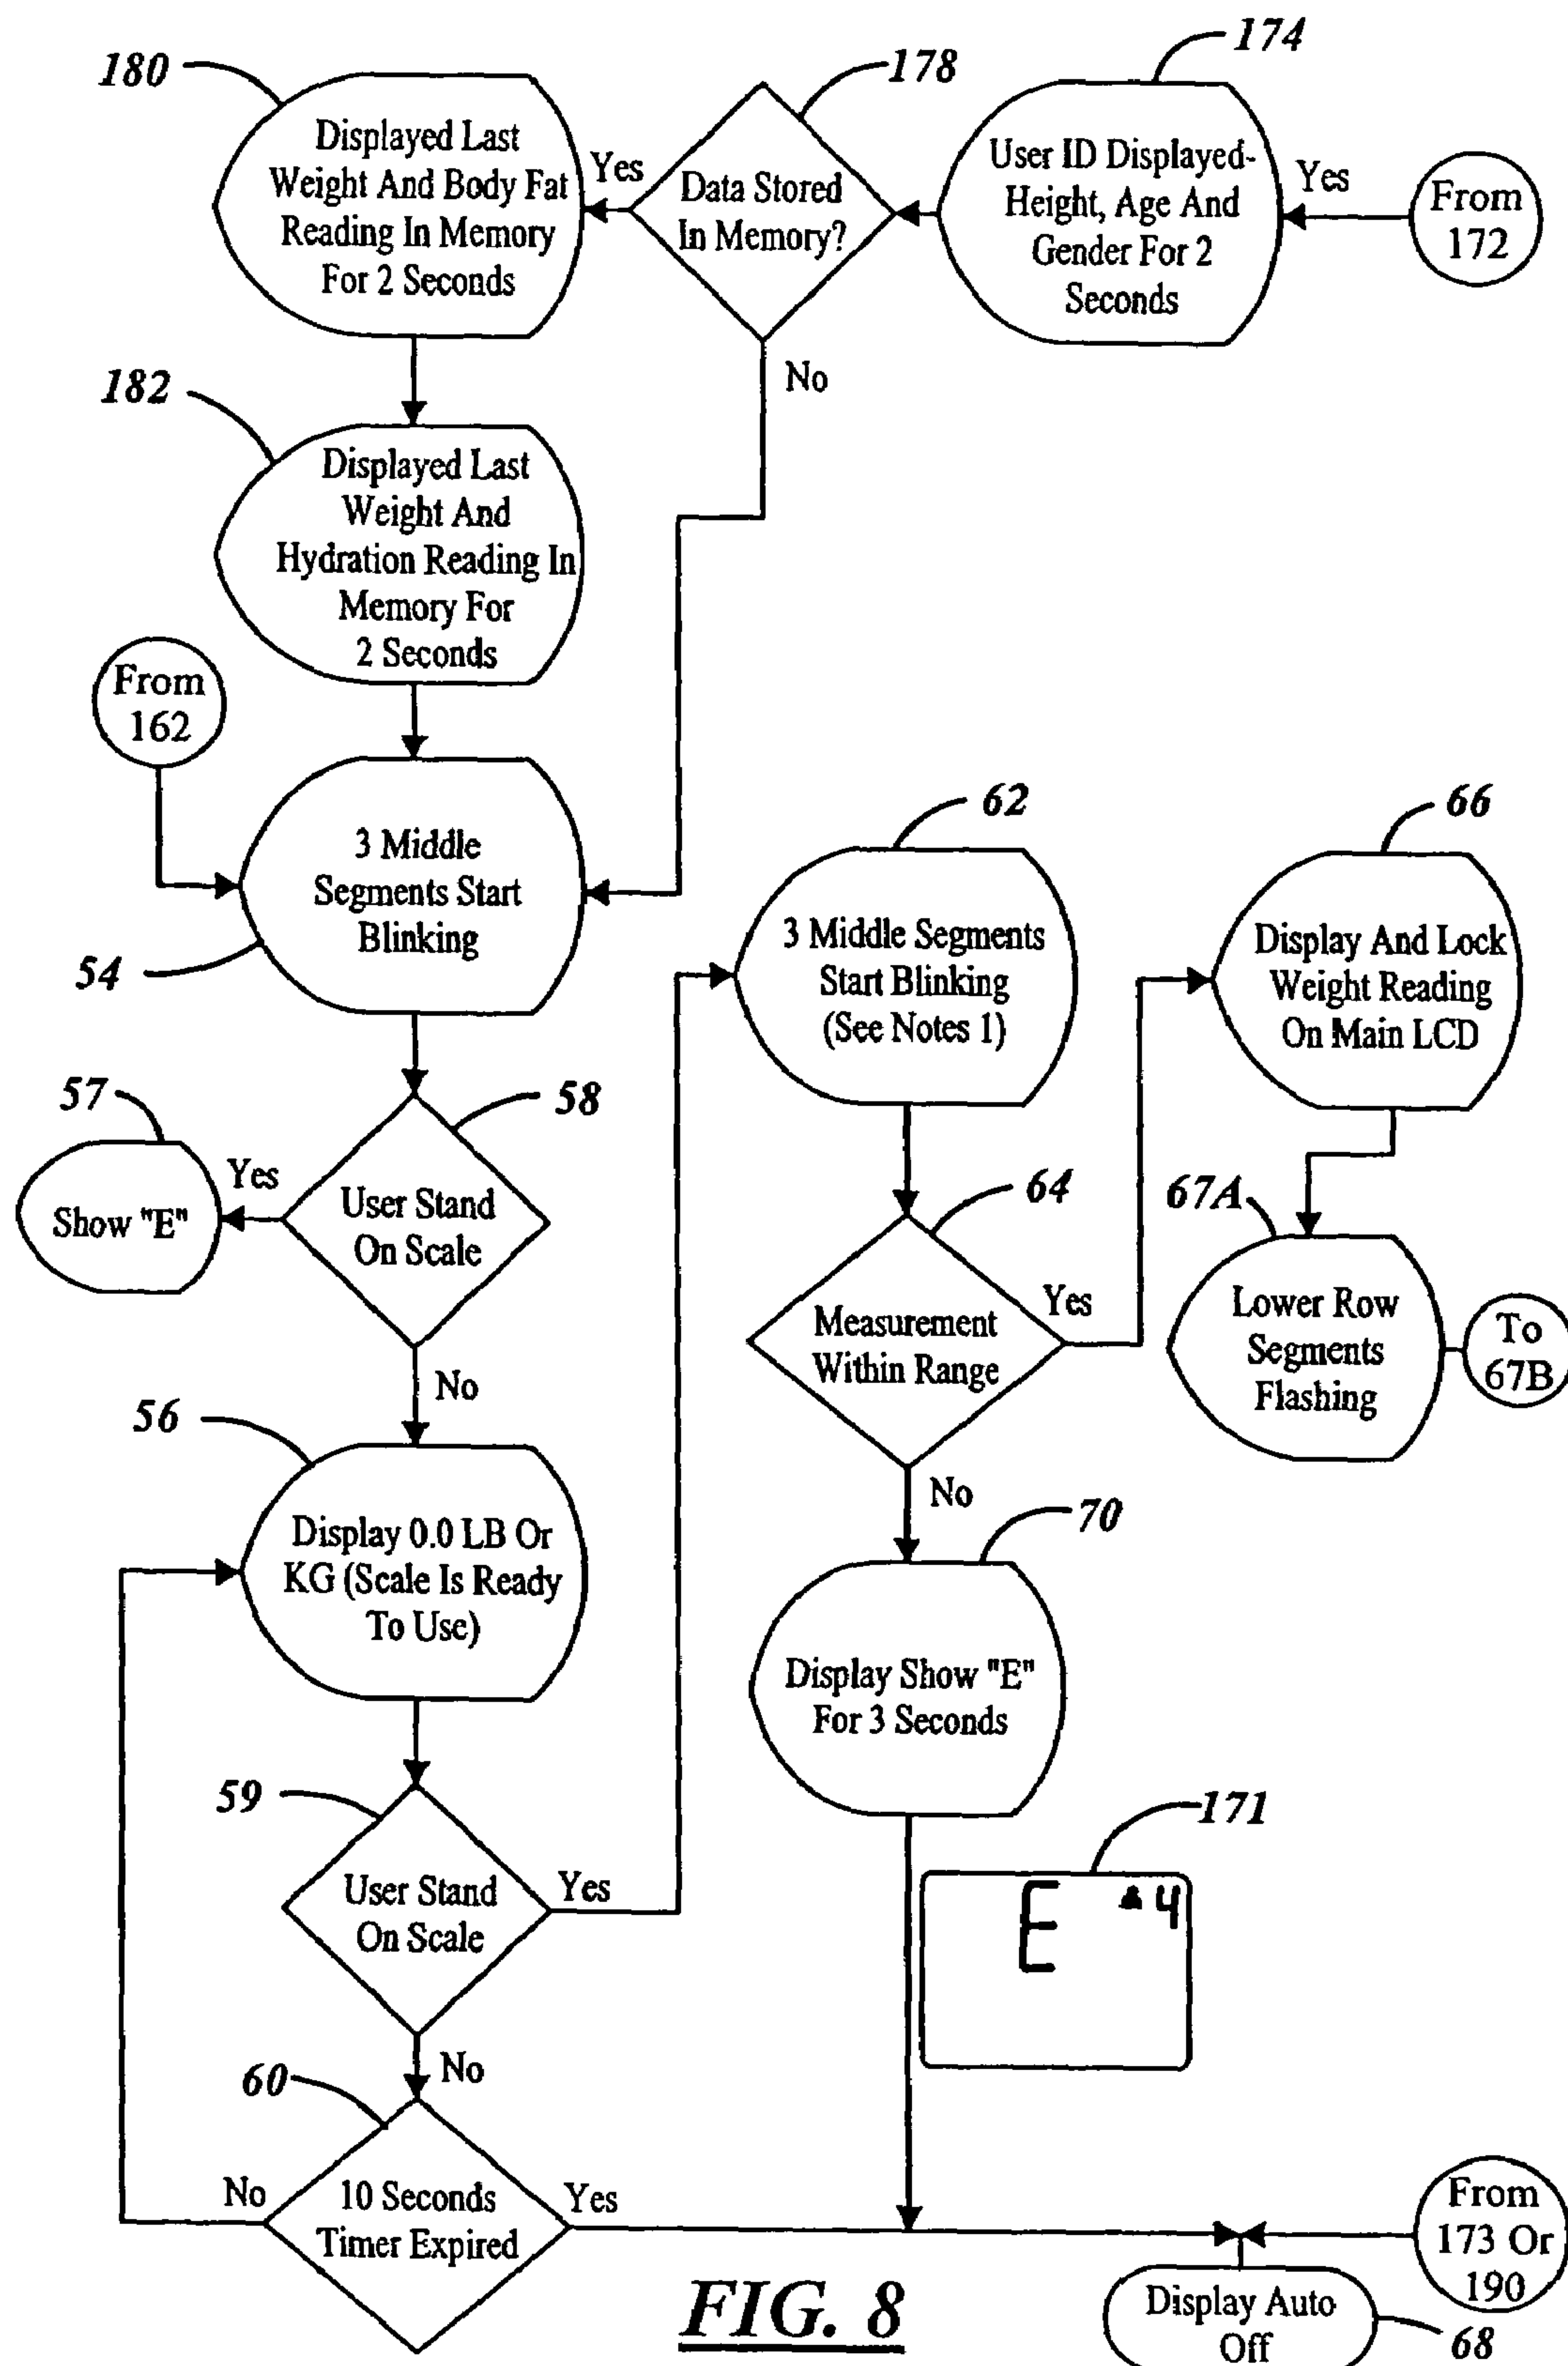 180
178
174
Displayed Last
Weight And Body Fat
Reading In Memory
For 2 Seconds
Yes
Data Stored
In Memory?
User ID Displayed-
Height, Age And
Gender For 2
Seconds
Yes
From
172
182
No
Displayed Last
Weight And
Hydration Reading In
Memory For
2 Seconds
From
162
3 Middle
Segments Start
Blinking
54
62
3 Middle Segments
Start Blinking
(See Notes 1)
66
Display And Lock
Weight Reading
On Main LCD
57
58
Yes
Show "E"
User Stand
On Scale
No
64
Measurement
Within Range
Yes
67A
Lower Row
Segments
Flashing
To
67B
56
Display 0.0 LB Or
KG (Scale Is Ready
To Use)
No
70
Display Show "E"
For 3 Seconds
59
User Stand
On Scale
Yes
171
E 4
No
60
No
10 Seconds
Timer Expired
Yes
From
173 Or
190
Display Auto
Off
68
FIG. 8